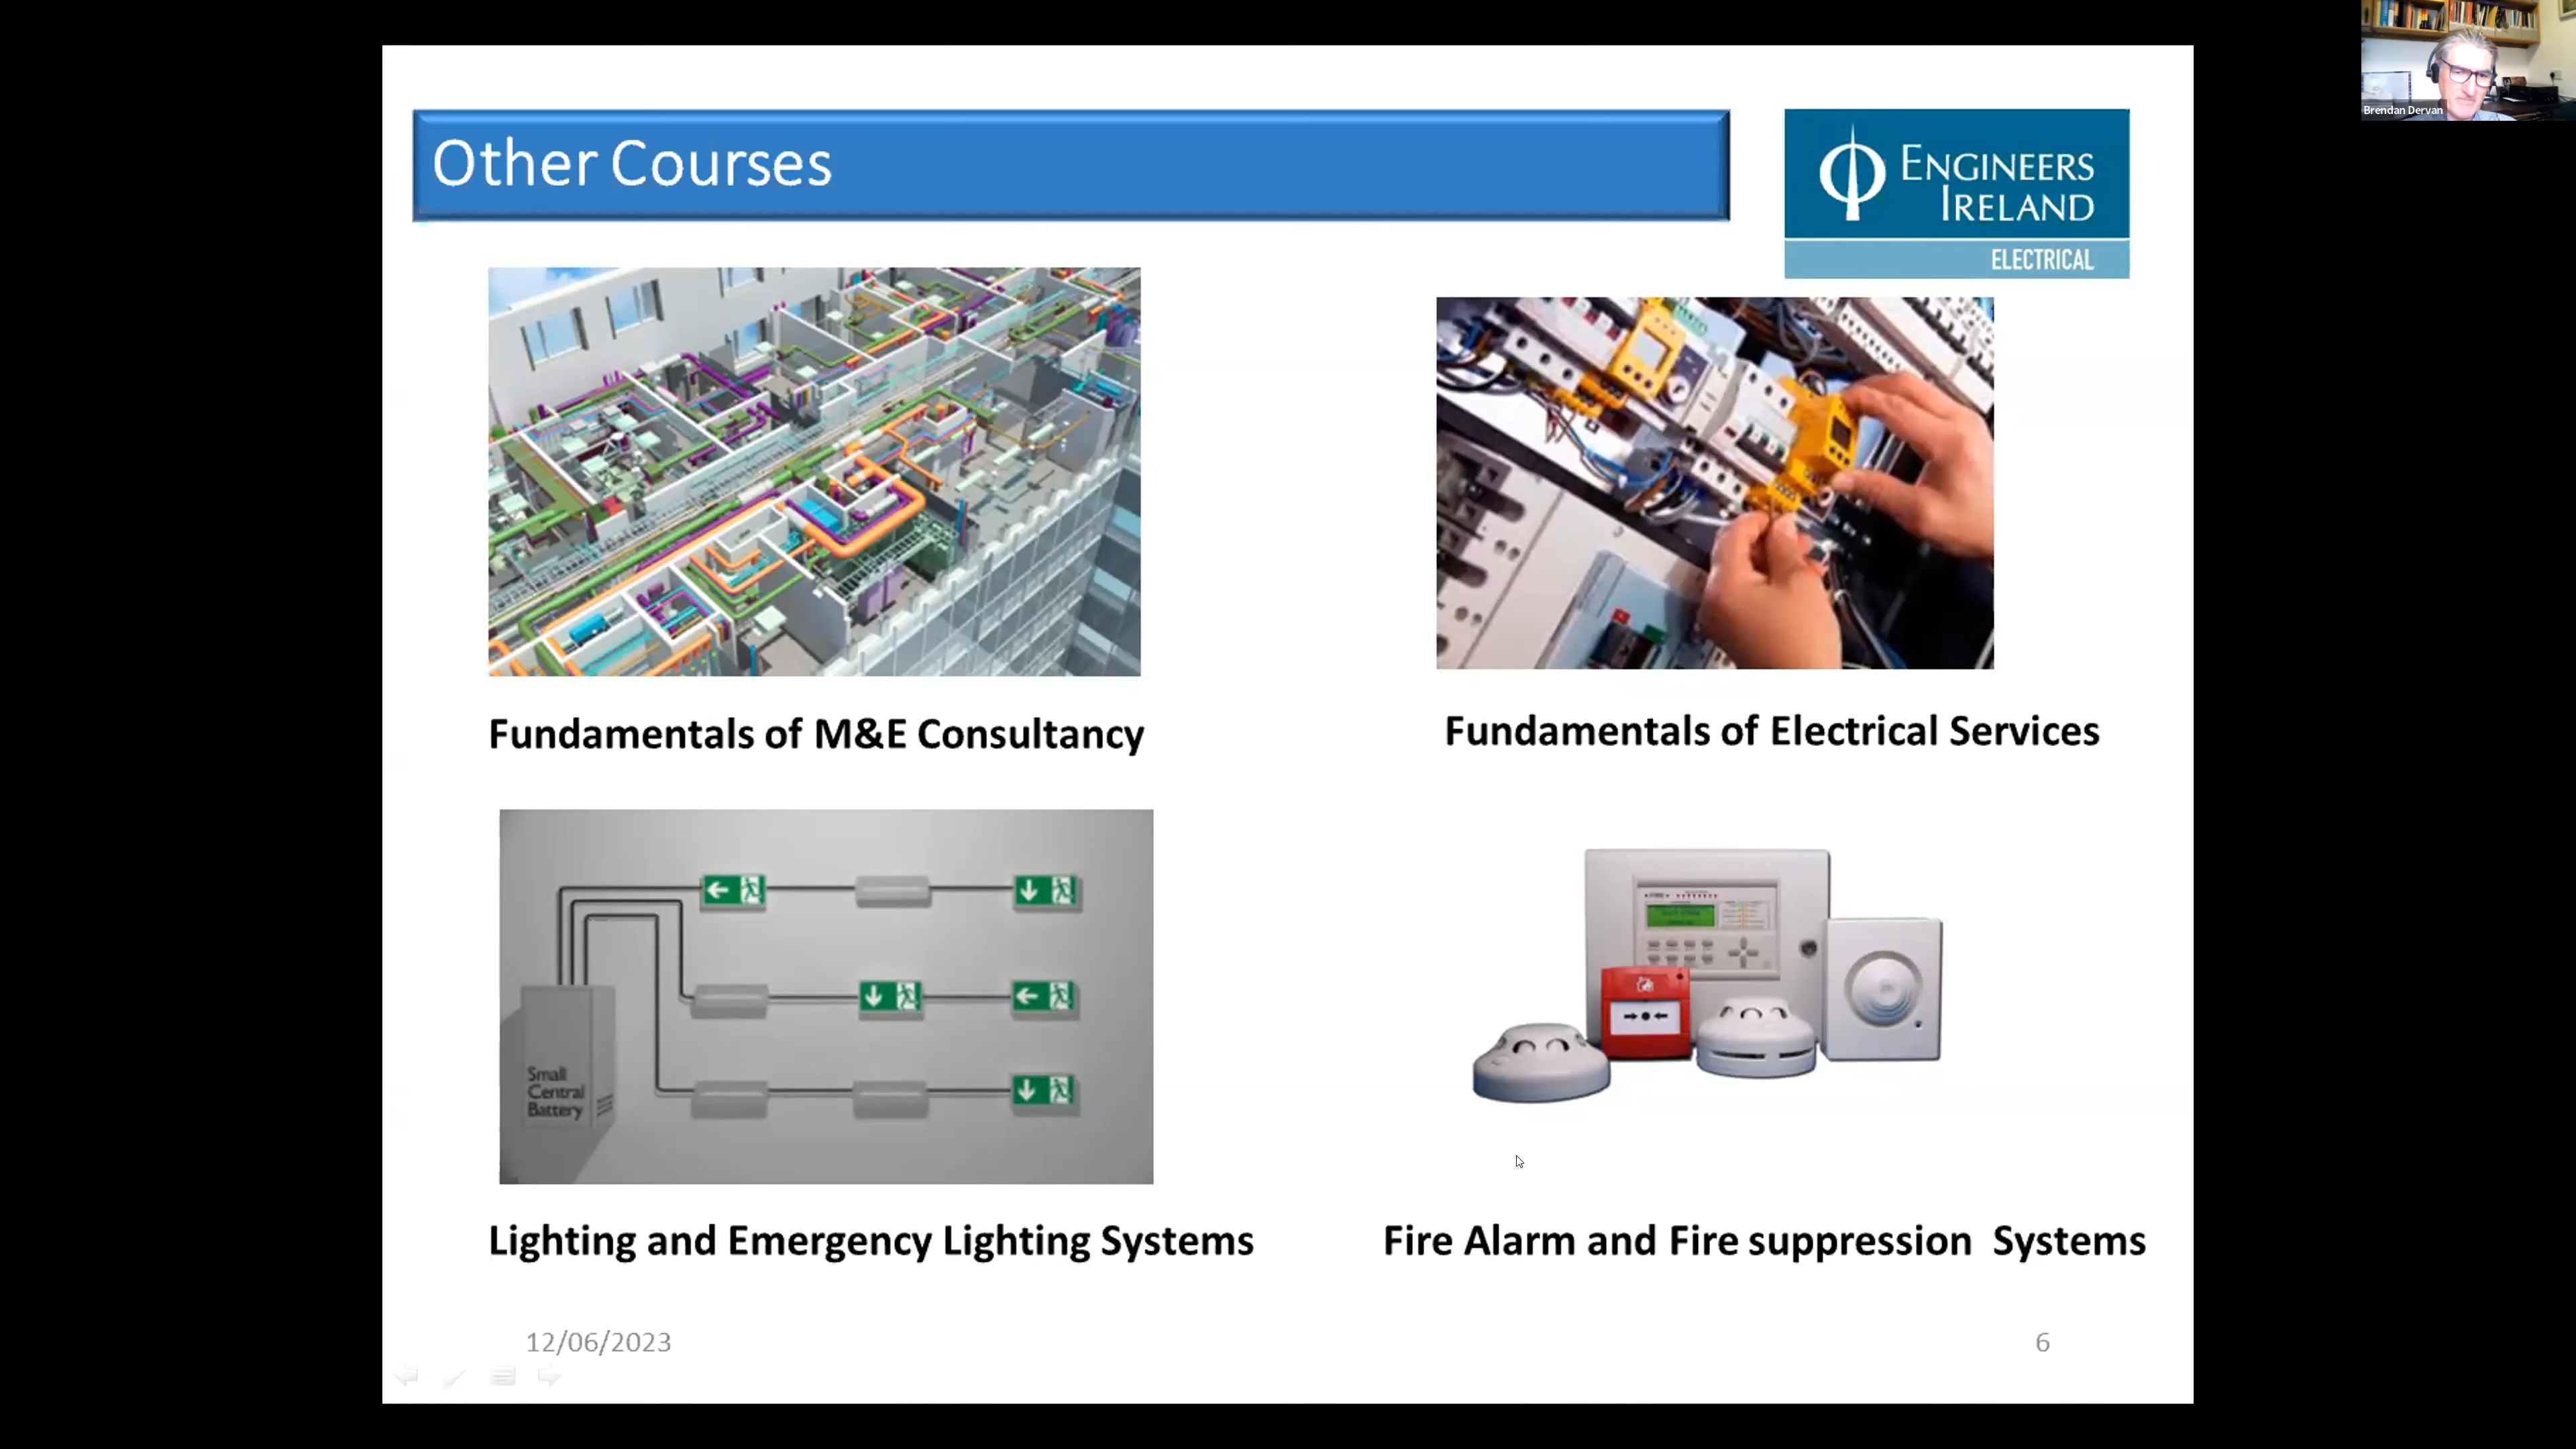 Brendan Dervan
Other Courses
ENGINEERS
IRELAND
ELECTRICAL
Fundamentals of M&E Consultancy
Fundamentals of Electrical Services
Small
Central
Battery
Lighting and Emergency Lighting Systems
Fire Alarm and Fire suppression  Systems
12/06/2023
6